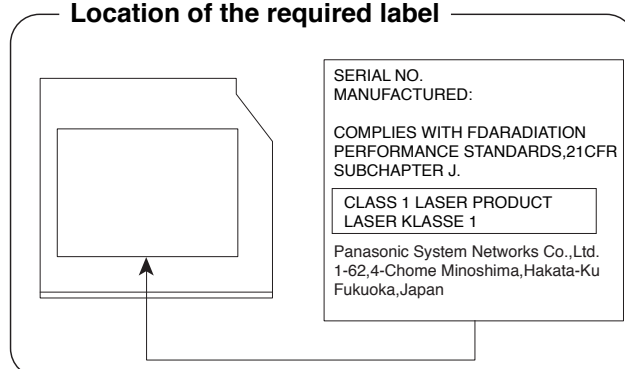 Location of the required label
SERIAL NO.
MANUFACTURED:
COMPLIES WITH FDARADIATION
PERFORMANCE STANDARDS,21CFR
SUBCHAPTER J.
CLASS 1 LASER PRODUCT
LASER KLASSE 1
Panasonic System Networks Co.,Ltd.
1-62,4-Chome Minoshima,Hakata-Ku
Fukuoka,Japan